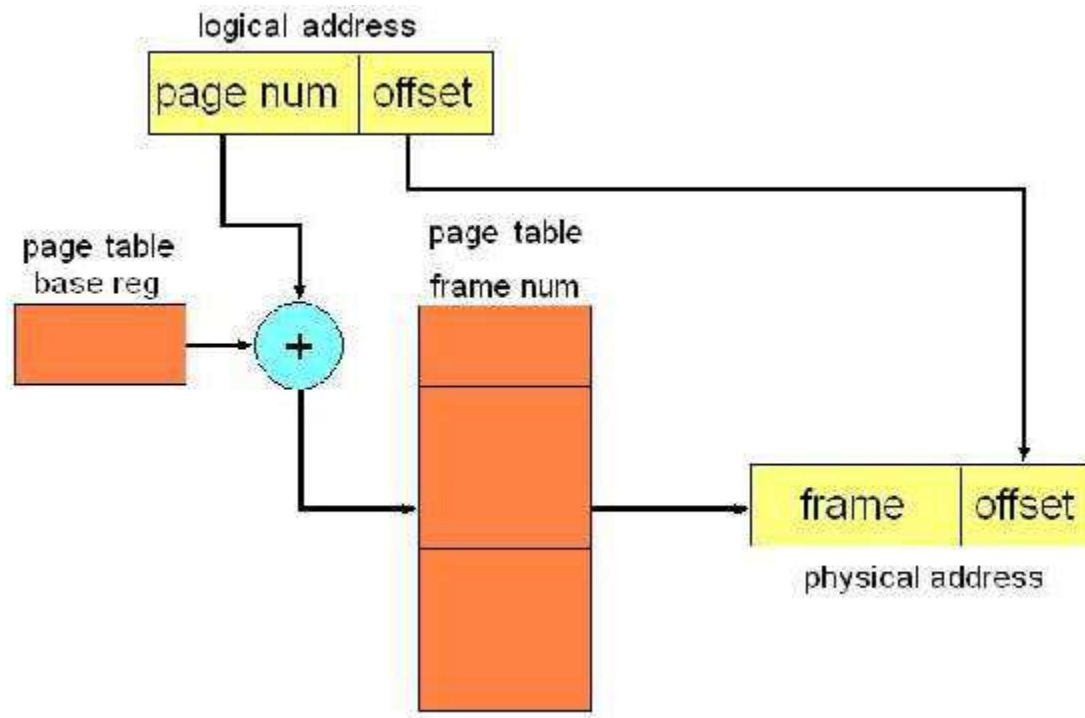 logical address
page num offset
page table
base reg
page table
frame num
+
frame offset
physical address